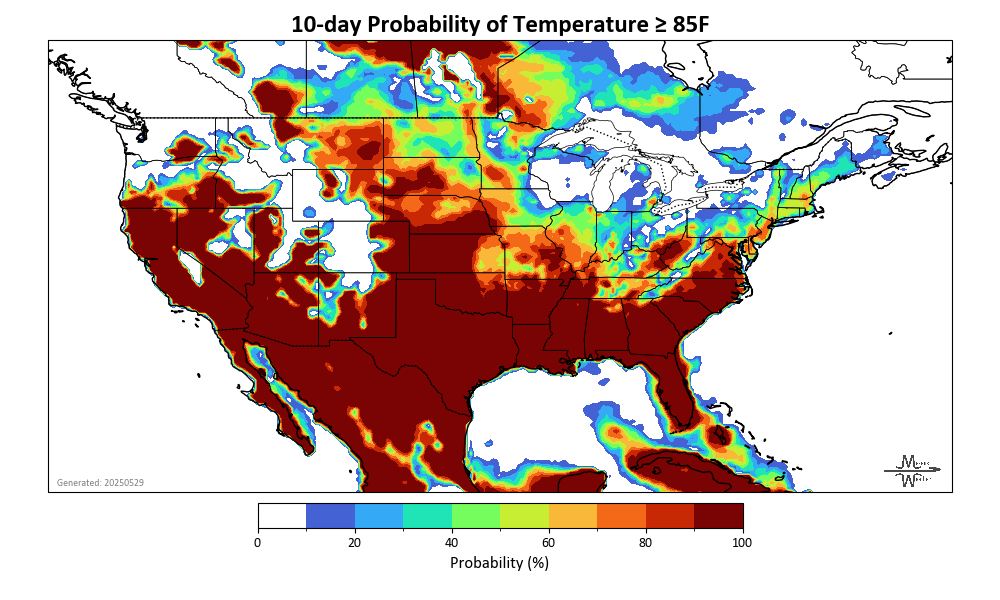 10-day Probability of Temperature ≥ 85F
Generated: 20250529
0 20 40 60 80 100
Probability (%)